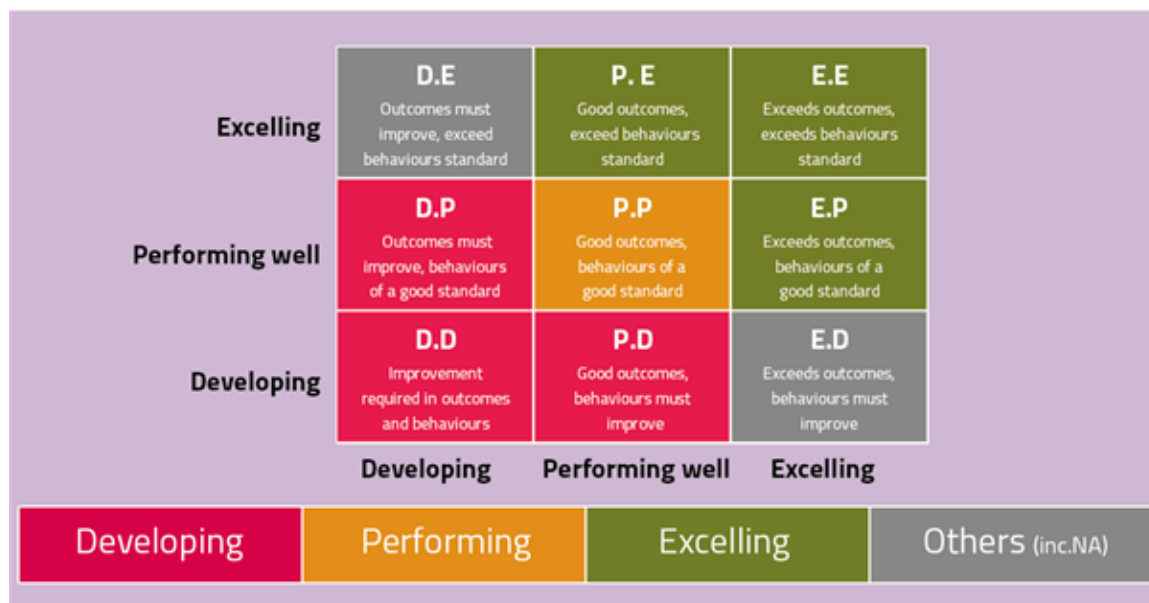 Excelling
D.E
Outcomes must
improve, exceed
behaviours standard
P. E
Good outcomes,
exceed behaviours
standard
E.E
Exceeds outcomes,
exceeds behaviours
standard
Performing well
D.P
Outcomes must
improve, behaviours
of a good standard
P.P
Good outcomes,
behaviours of a
good standard
E.P
Exceeds outcomes,
behaviours of a
good standard
Developing
D.D
Improvement
required in outcomes
and behaviours
P.D
Good outcomes,
behaviours must
improve
E.D
Exceeds outcomes,
behaviours must
improve
Developing
Performing well
Excelling
Developing
Performing
Excelling
Others (inc.NA)